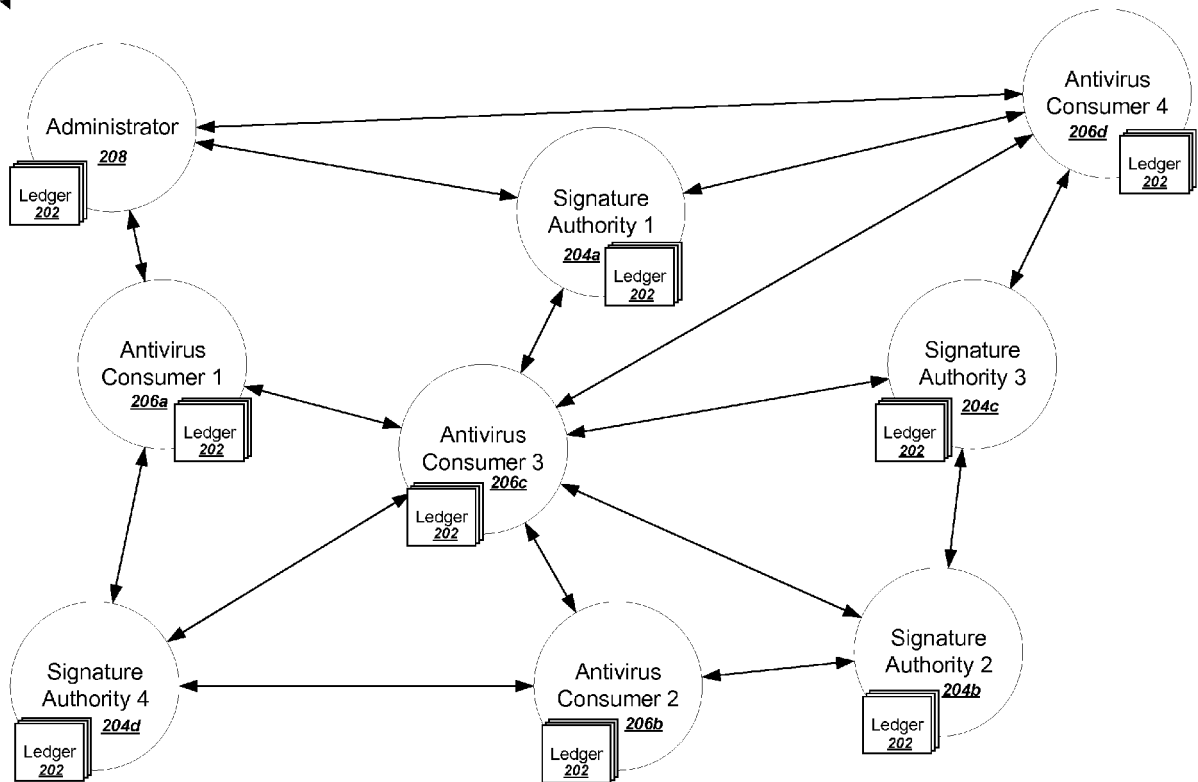 Administrator
208
Ledger
202
Antivirus
Consumer 4
206d
Ledger
202
Signature
Authority 1
204a
Ledger
202
Antivirus
Consumer 1
206a
Ledger
202
Signature
Authority 3
204c
Ledger
202
Antivirus
Consumer 3
206c
Ledger
202
Signature
Authority 4
204d
Ledger
202
Antivirus
Consumer 2
206b
Ledger
202
Signature
Authority 2
204b
Ledger
202